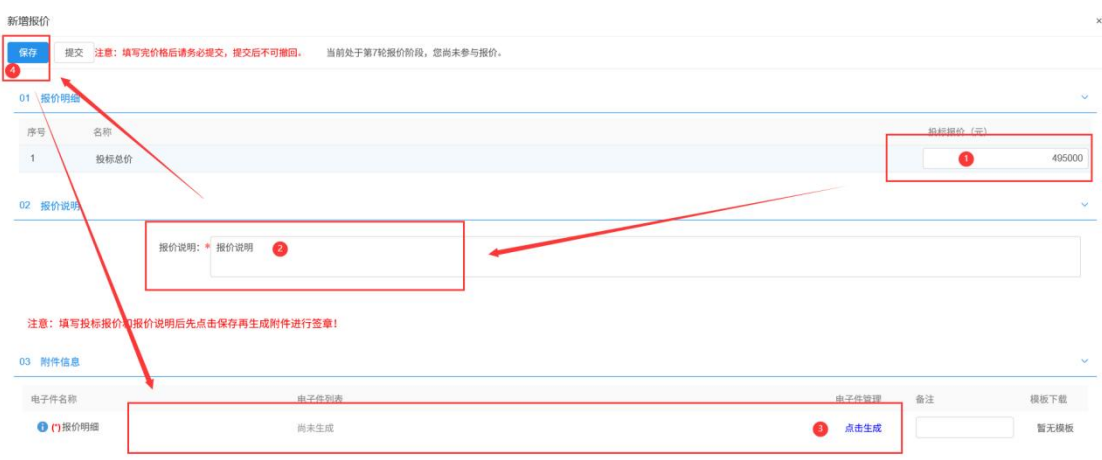 新增报价 ×
保存 提交 注意：填写完价格后请务必提交，提交后不可撤回。 当前处于第7轮报价阶段，您尚未参与报价。
4
01 报价明细
序号 名称 投标报价（元）
1 投标总价 1 495000
02 报价说明
报价说明：* 报价说明 2
注意：填写投标报价和报价说明后先点击保存再生成附件进行签章！
03 附件信息
电子件名称 电子件列表 电子件管理 备注 模板下载
(*)报价明细 尚未生成 3 点击生成 暂无模板